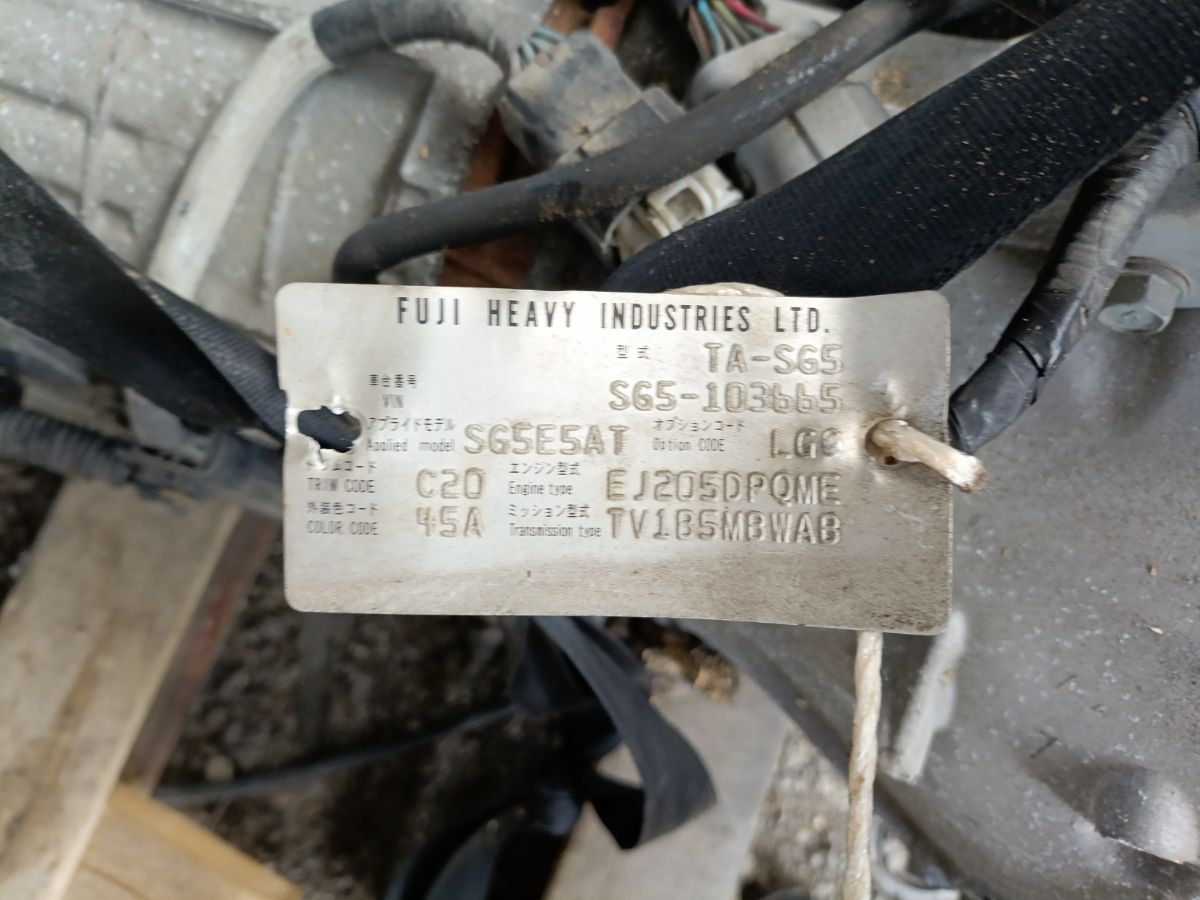 FUJI HEAVY INDUSTRIES LTD.
型式 TA-SG5
車台番号 VIN SG5-103665
アプライドモデル Applied model SG5E5AT オプションコード Option CODE
トリムコード TRIM CODE C20 エンジン型式 Engine type EJ205DPQME
外装色コード COLOR CODE 45A ミッション型式 Transmission type TV1B5MBWAB